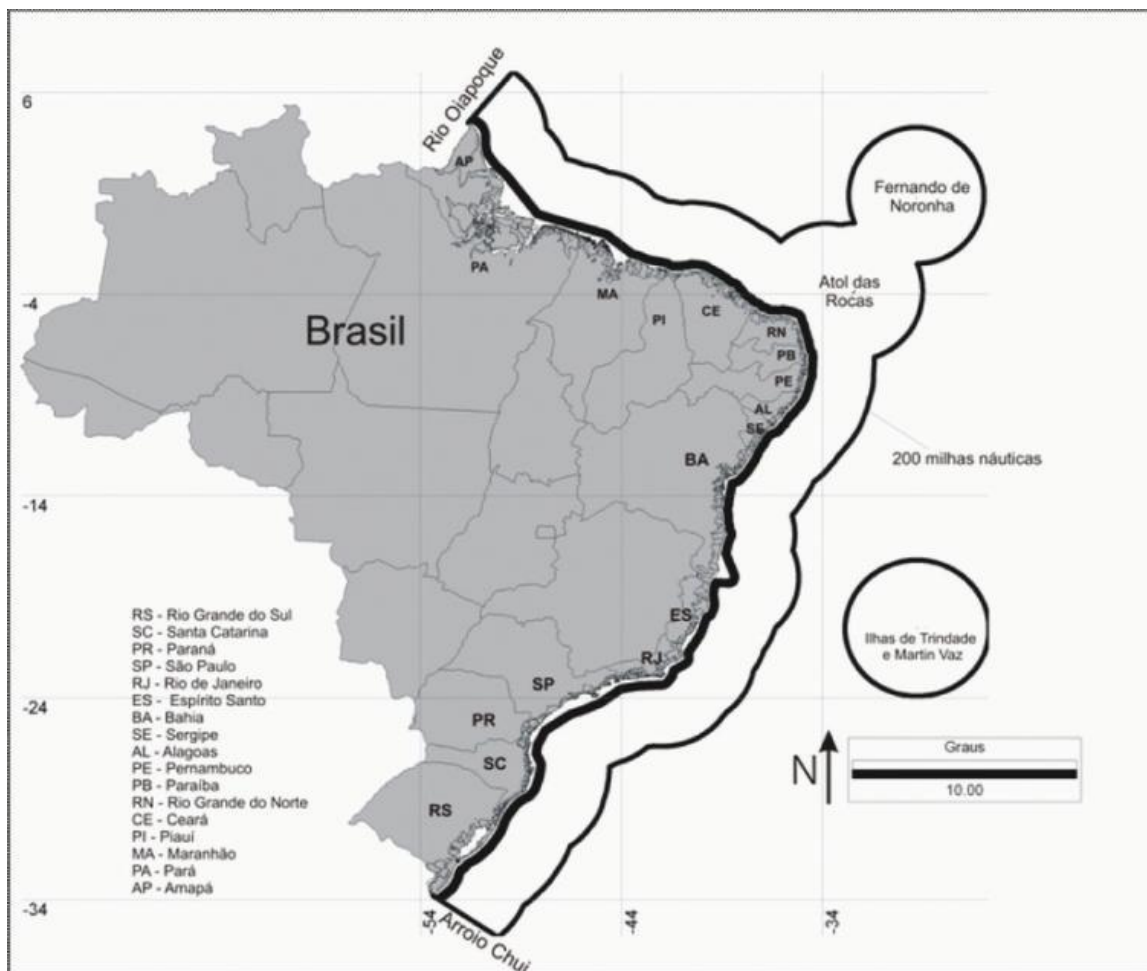 6
Rio Oiapoque
AP
Fernando de
Noronha
PA
-4
MA
PI
CE
Atol das
Rocas
Brasil
RN
PB
PE
AL
SE
BA
200 milhas náuticas
-14
ES
RS - Rio Grande do Sul
SC - Santa Catarina
PR - Paraná
SP - São Paulo
RJ - Rio de Janeiro
ES - Espírito Santo
BA - Bahia
SE - Sergipe
AL - Alagoas
PE - Pernambuco
PB - Paraíba
RN - Rio Grande do Norte
CE - Ceará
PI - Piauí
MA - Maranhão
PA - Pará
AP - Amapá
Ilhas de Trindade
e Martin Vaz
RJ
SP
-24
PR
SC
RS
N
Graus
10.00
-34
-54
-44
-34
Arroio Chui